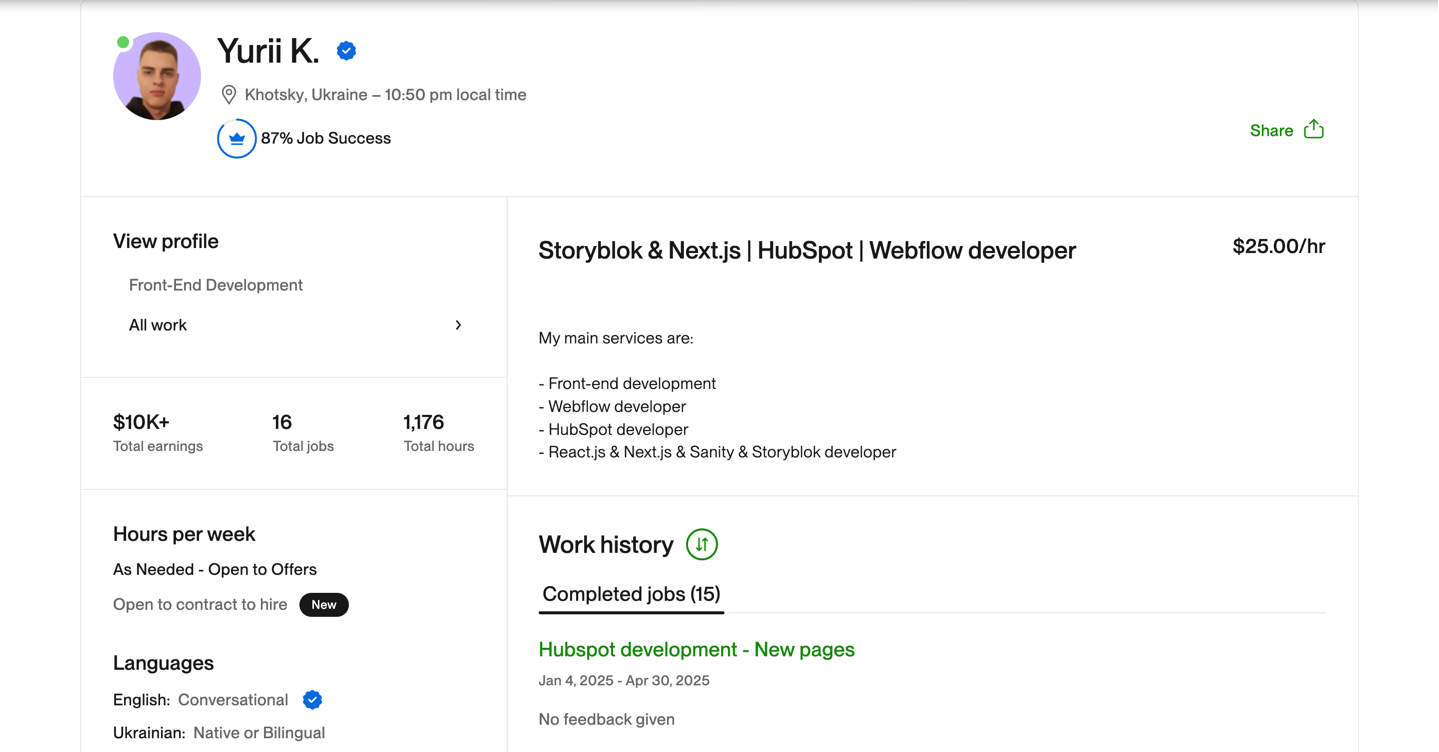 Yurii K.
Khotsky, Ukraine – 10:50 pm local time
87% Job Success
Share
View profile
Front-End Development
All work
$10K+
Total earnings
16
Total jobs
1,176
Total hours
Hours per week
As Needed - Open to Offers
Open to contract to hire New
Languages
English: Conversational
Ukrainian: Native or Bilingual
Storyblok & Next.js | HubSpot | Webflow developer
$25.00/hr
My main services are:
- Front-end development
- Webflow developer
- HubSpot developer
- React.js & Next.js & Sanity & Storyblok developer
Work history
Completed jobs (15)
Hubspot development - New pages
Jan 4, 2025 - Apr 30, 2025
No feedback given